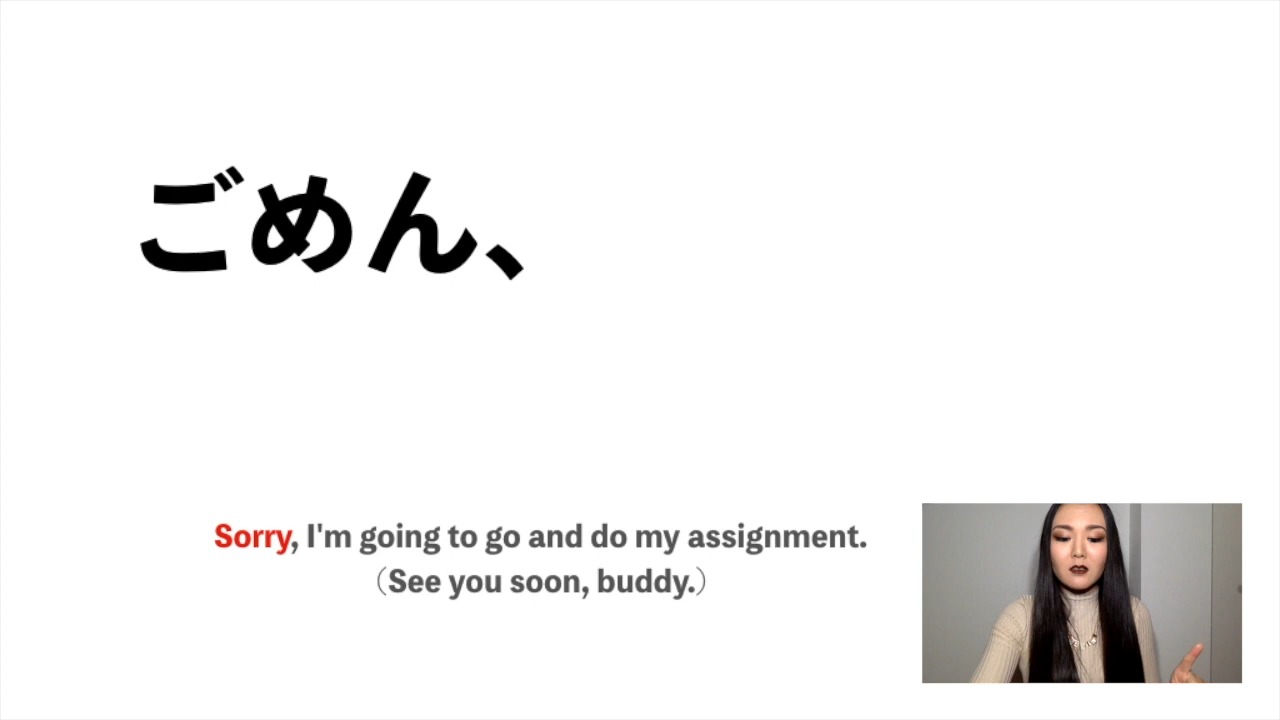 ごめん、
Sorry, I'm going to go and do my assignment.
（See you soon, buddy.）